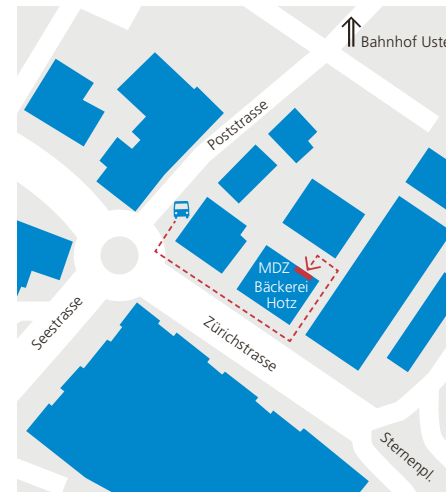 Bahnhof Uste
Poststrasse
MDZ
Bäckerei
Hotz
Zürichstrasse
Seestrasse
Sternenpl.